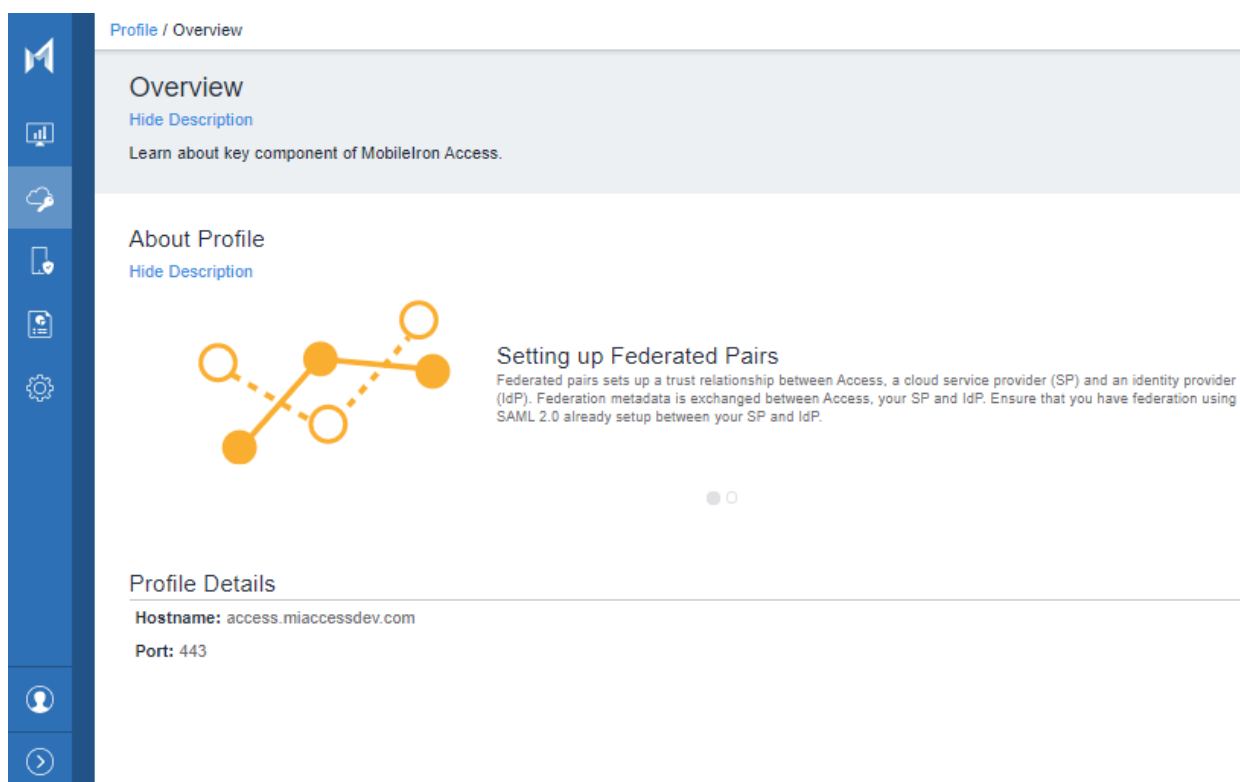 Profile / Overview
Overview
Hide Description
Learn about key component of MobileIron Access.
About Profile
Hide Description
Setting up Federated Pairs
Federated pairs sets up a trust relationship between Access, a cloud service provider (SP) and an identity provider
(IdP). Federation metadata is exchanged between Access, your SP and IdP. Ensure that you have federation using
SAML 2.0 already setup between your SP and IdP.
Profile Details
Hostname: access.miaccessdev.com
Port: 443